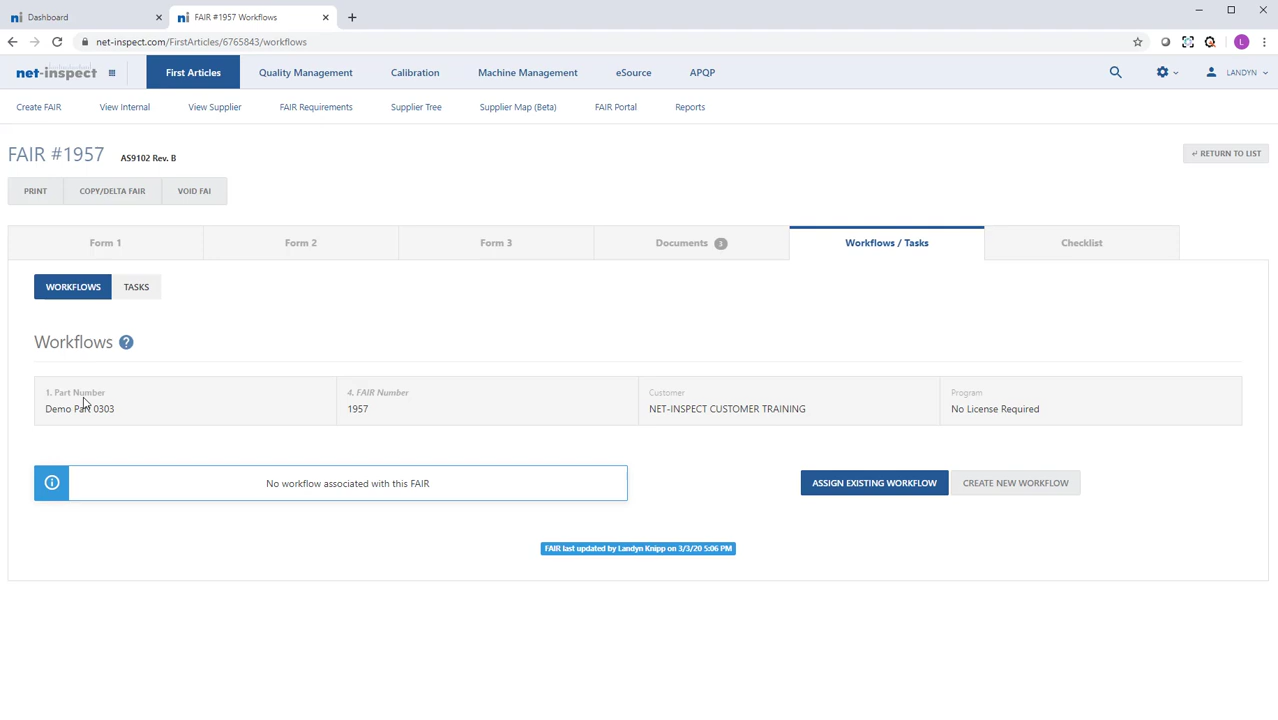 Dashboard
FAIR #1957 Workflows
net-inspect.com/FirstArticles/6765843/workflows
L
net-inspect
First Articles
Quality Management
Calibration
Machine Management
eSource
APQP
LANDYN
Create FAIR
View Internal
View Supplier
FAIR Requirements
Supplier Tree
Supplier Map (Beta)
FAIR Portal
Reports
FAIR #1957
AS9102 Rev. B
RETURN TO LIST
PRINT
COPY/DELTA FAIR
VOID FAI
Form 1
Form 2
Form 3
Documents 3
Workflows / Tasks
Checklist
WORKFLOWS
TASKS
Workflows
1. Part Number
Demo Part 0303
4. FAIR Number
1957
Customer
NET-INSPECT CUSTOMER TRAINING
Program
No License Required
No workflow associated with this FAIR
ASSIGN EXISTING WORKFLOW
CREATE NEW WORKFLOW
FAIR last updated by Landyn Knipp on 3/3/20 5:06 PM